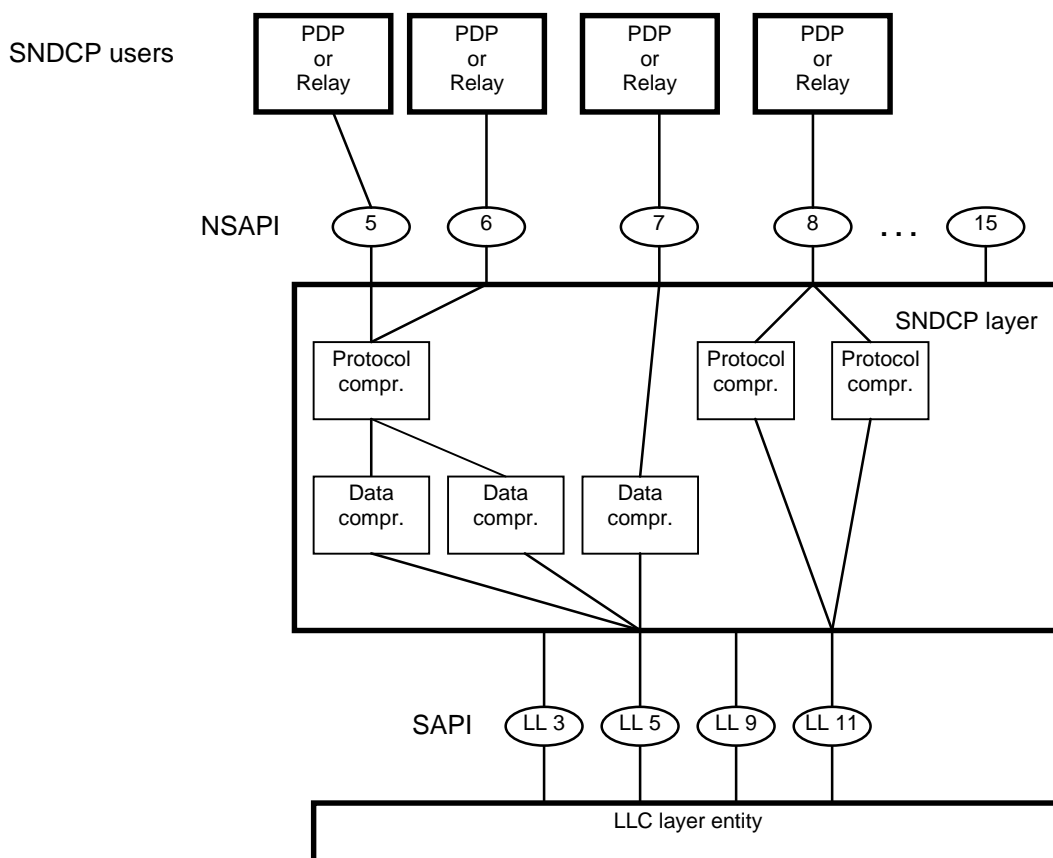 SNDCP users
PDP
or
Relay
PDP
or
Relay
PDP
or
Relay
PDP
or
Relay
NSAPI
5
6
7
8
. . .
15
SNDCP layer
Protocol
compr.
Protocol
compr.
Protocol
compr.
Data
compr.
Data
compr.
Data
compr.
SAPI
LL 3
LL 5
LL 9
LL 11
LLC layer entity